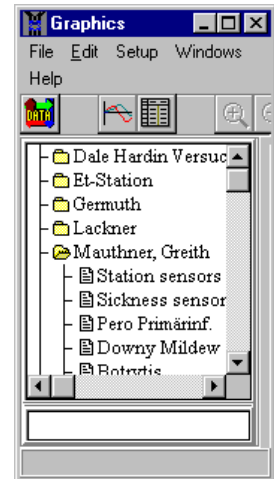 Graphics
File Edit Setup Windows
Help
DATA
Dale Hardin Versuc
Et-Station
Germuth
Lackner
Mauthner, Greith
Station sensors
Sickness sensor
Pero Primärinf.
Downy Mildew
Botrytis